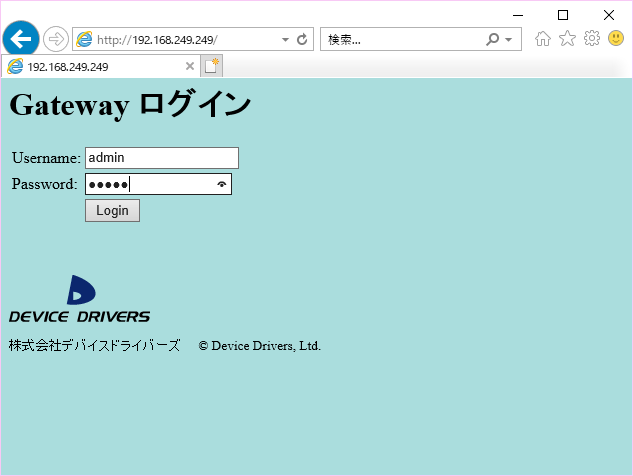 http://192.168.249.249/
検索...
192.168.249.249
Gateway ログイン
Username: admin
Password: ●●●●●
Login
DEVICE DRIVERS
株式会社デバイスドライバーズ © Device Drivers, Ltd.